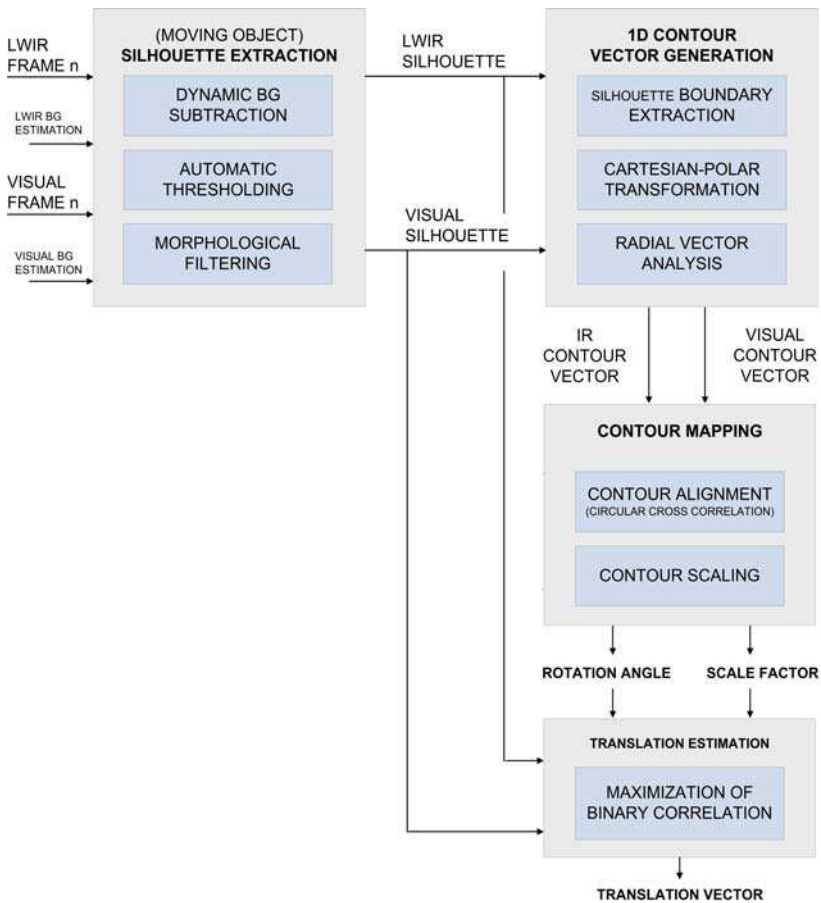 LWIR
FRAME n
LWIR BG
ESTIMATION
VISUAL
FRAME n
VISUAL BG
ESTIMATION
(MOVING OBJECT)
SILHOUETTE EXTRACTION
DYNAMIC BG
SUBTRACTION
AUTOMATIC
THRESHOLDING
MORPHOLOGICAL
FILTERING
LWIR
SILHOUETTE
VISUAL
SILHOUETTE
1D CONTOUR
VECTOR GENERATION
SILHOUETTE BOUNDARY
EXTRACTION
CARTESIAN-POLAR
TRANSFORMATION
RADIAL VECTOR
ANALYSIS
IR
CONTOUR
VECTOR
VISUAL
CONTOUR
VECTOR
CONTOUR MAPPING
CONTOUR ALIGNMENT
(CIRCULAR CROSS CORRELATION)
CONTOUR SCALING
ROTATION ANGLE
SCALE FACTOR
TRANSLATION ESTIMATION
MAXIMIZATION OF
BINARY CORRELATION
TRANSLATION VECTOR